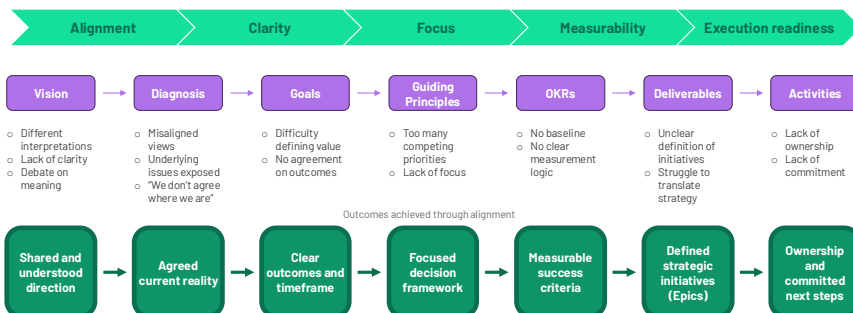 Alignment
Clarity
Focus
Measurability
Execution readiness
Vision
Diagnosis
Goals
Guiding
Principles
OKRs
Deliverables
Activities
o Different
interpretations
o Lack of clarity
o Debate on
meaning
o Misaligned
views
o Underlying
issues exposed
o "We don't agree
where we are"
o Difficulty
defining value
o No agreement
on outcomes
o Too many
competing
priorities
o Lack of focus
o No baseline
o No clear
measurement
logic
o Unclear
definition of
initiatives
o Struggle to
translate
strategy
o Lack of
ownership
o Lack of
commitment
Outcomes achieved through alignment
Shared and
understood
direction
Agreed
current reality
Clear
outcomes and
timeframe
Focused
decision
framework
Measurable
success
criteria
Defined
strategic
initiatives
(Epics)
Ownership
and
committed
next steps